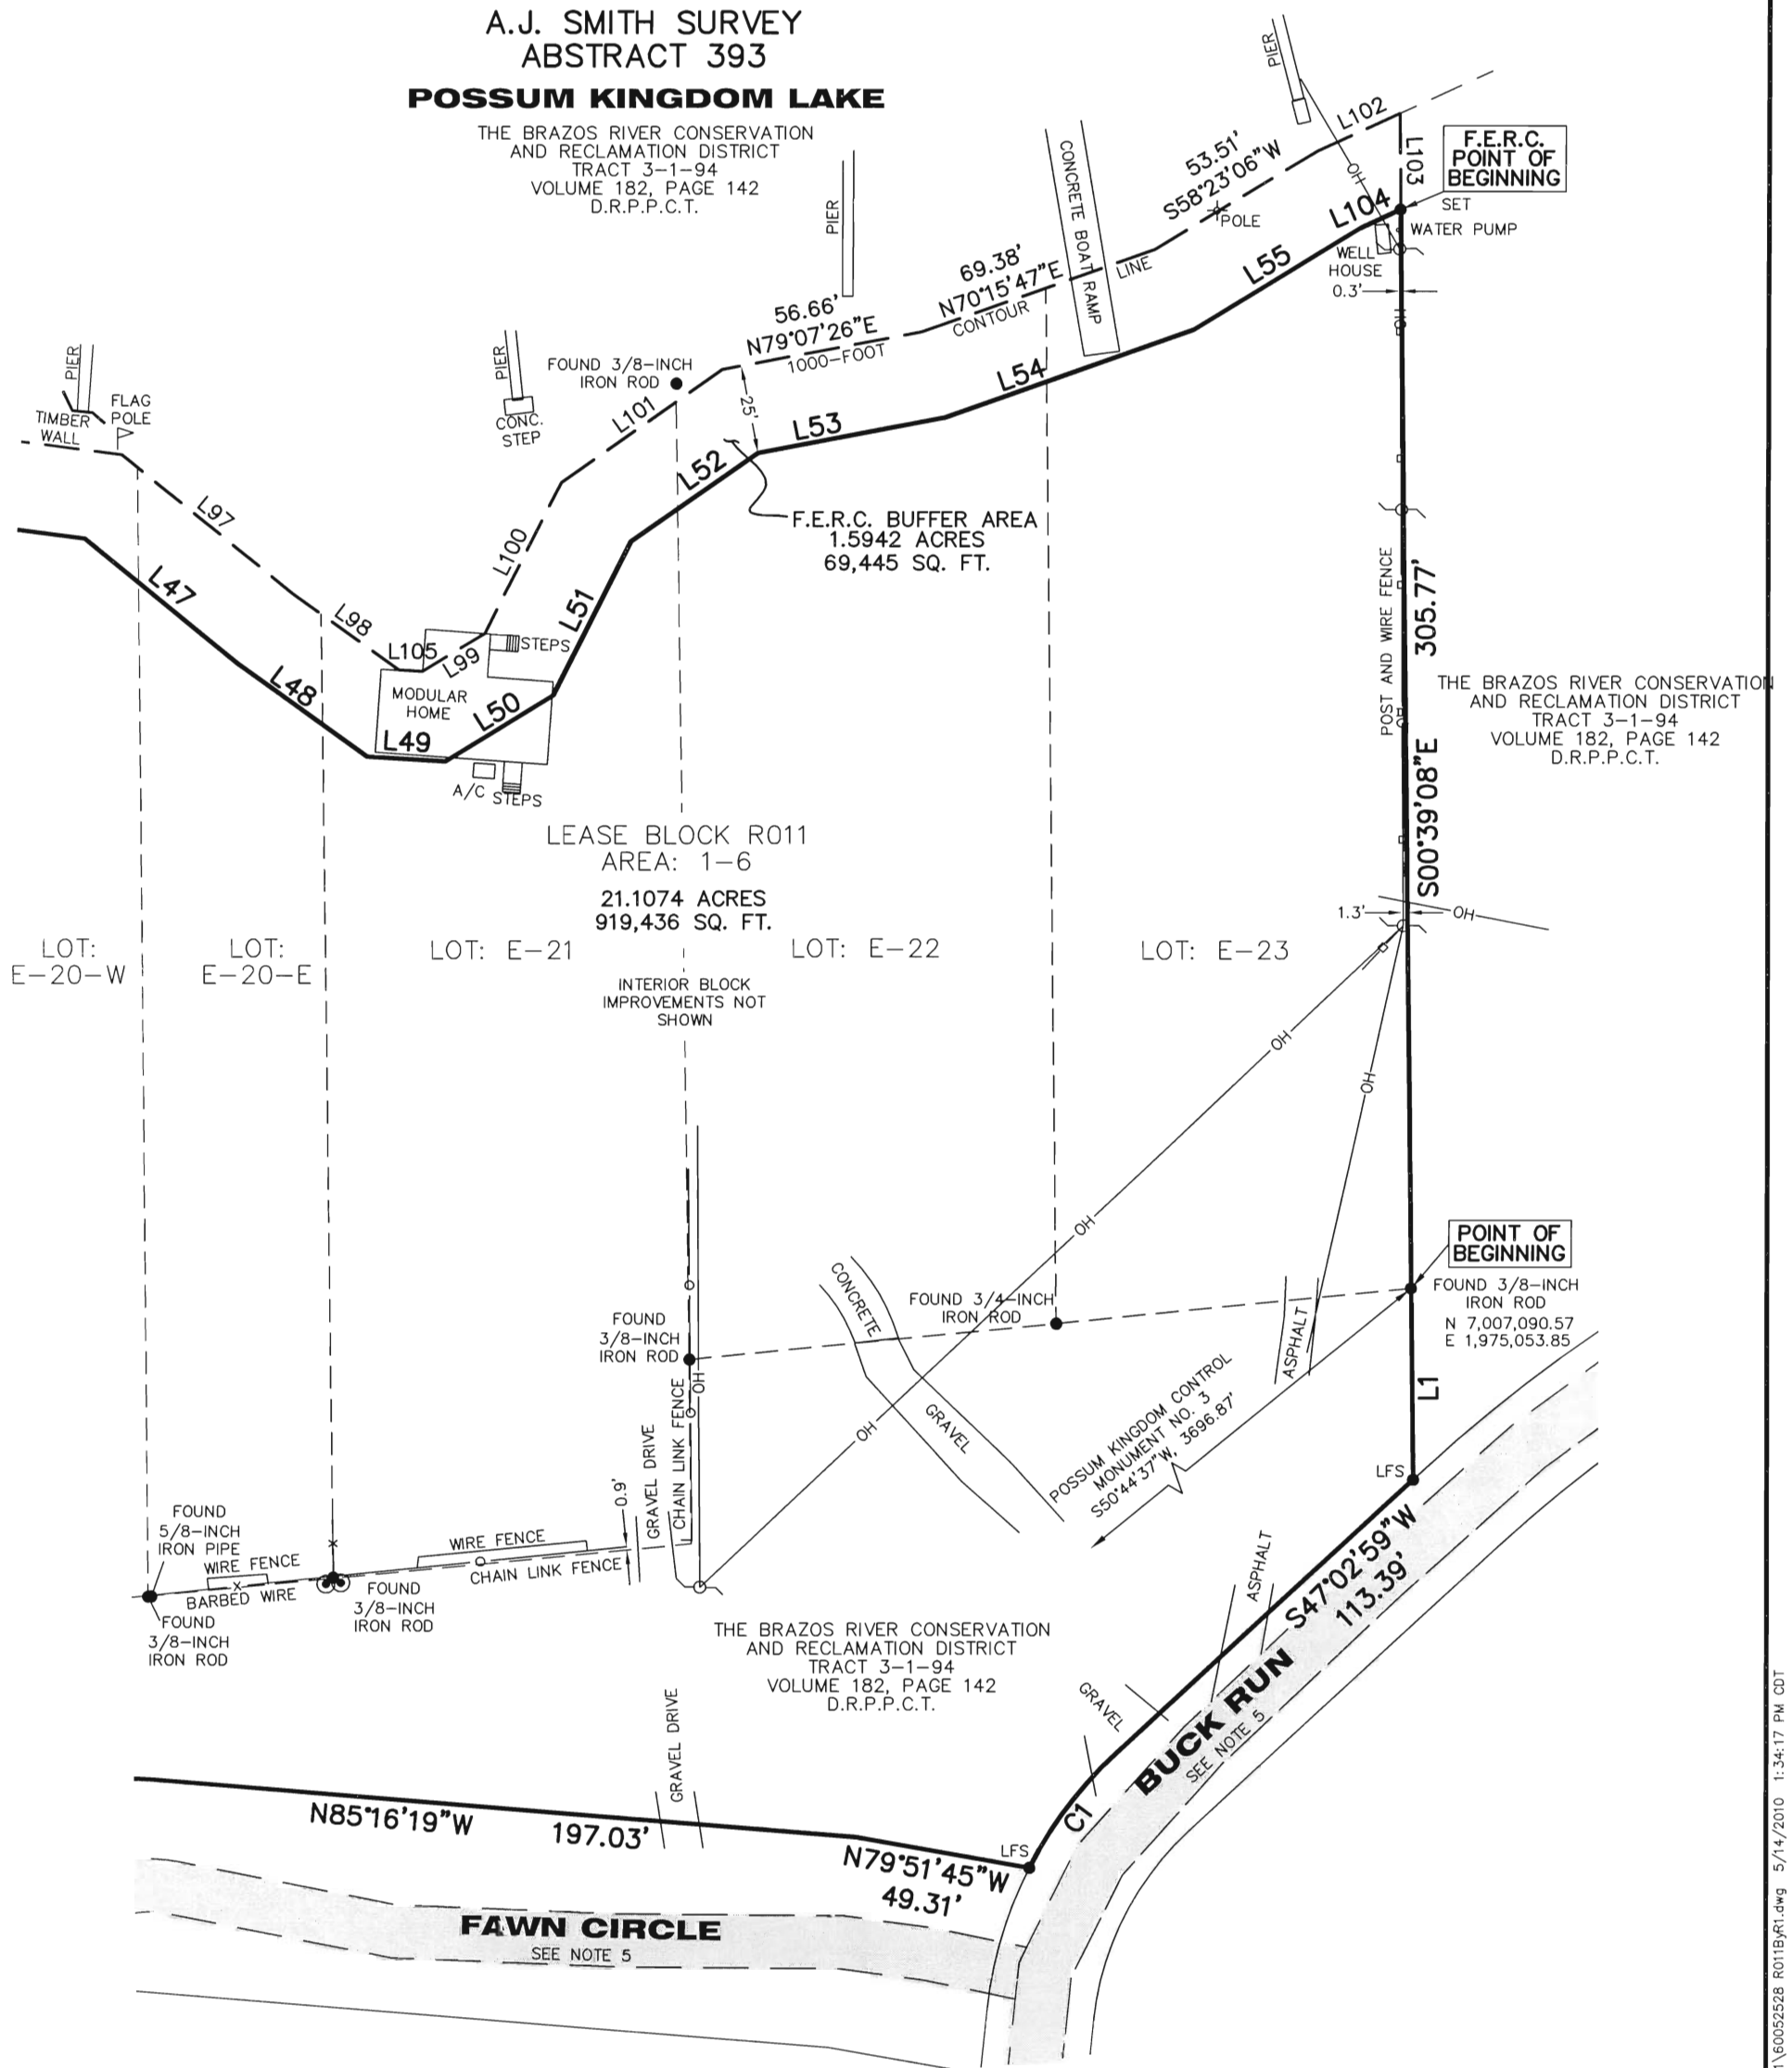 A.J. SMITH SURVEY
ABSTRACT 393
POSSUM KINGDOM LAKE
THE BRAZOS RIVER CONSERVATION
AND RECLAMATION DISTRICT
TRACT 3-1-94
VOLUME 182, PAGE 142
D.R.P.P.C.T.
PIER
PIER
PIER
PIER
CONCRETE BOAT RAMP
L102
L103
F.E.R.C.
POINT OF
BEGINNING
SET
WATER PUMP
WELL
HOUSE
0.3'
OH
OH
L104
L55
53.51'
S58°23'06"W
POLE
69.38'
N70°15'47"E
56.66'
N79°07'26"E
1000-FOOT
CONTOUR
LINE
FOUND 3/8-INCH
IRON ROD
L101
25'
L54
L53
L52
CONC.
STEP
TIMBER
WALL
FLAG
POLE
L97
L100
L47
L51
F.E.R.C. BUFFER AREA
1.5942 ACRES
69,445 SQ. FT.
L98
L105
L99
STEPS
L48
MODULAR
HOME
L50
L49
A/C
STEPS
POST AND WIRE FENCE
305.77'
S00°39'08"E
THE BRAZOS RIVER CONSERVATION
AND RECLAMATION DISTRICT
TRACT 3-1-94
VOLUME 182, PAGE 142
D.R.P.P.C.T.
LEASE BLOCK R011
AREA: 1-6
21.1074 ACRES
919,436 SQ. FT.
1.3'
OH
LOT:
E-20-W
LOT:
E-20-E
LOT: E-21
LOT: E-22
LOT: E-23
INTERIOR BLOCK
IMPROVEMENTS NOT
SHOWN
OH
OH
OH
POINT OF
BEGINNING
FOUND 3/8-INCH
IRON ROD
N 7,007,090.57
E 1,975,053.85
CONCRETE
FOUND 3/4-INCH
IRON ROD
ASPHALT
FOUND
3/8-INCH
IRON ROD
OH
L1
GRAVEL
OH
POSSUM KINGDOM CONTROL
MONUMENT NO. 3
S50°44'37"W, 3696.87'
LFS
GRAVEL DRIVE
CHAIN LINK FENCE
0.9'
FOUND
5/8-INCH
IRON PIPE
WIRE FENCE
WIRE FENCE
CHAIN LINK FENCE
BARBED WIRE
FOUND
3/8-INCH
IRON ROD
FOUND
3/8-INCH
IRON ROD
ASPHALT
S47°02'59"W
113.39'
THE BRAZOS RIVER CONSERVATION
AND RECLAMATION DISTRICT
TRACT 3-1-94
VOLUME 182, PAGE 142
D.R.P.P.C.T.
GRAVEL
BUCK RUN
SEE NOTE 5
GRAVEL DRIVE
C1
N85°16'19"W
197.03'
LFS
N79°51'45"W
49.31'
FAWN CIRCLE
SEE NOTE 5
\60052528 R011ByR1.dwg 5/14/2010 1:34:17 PM CDT